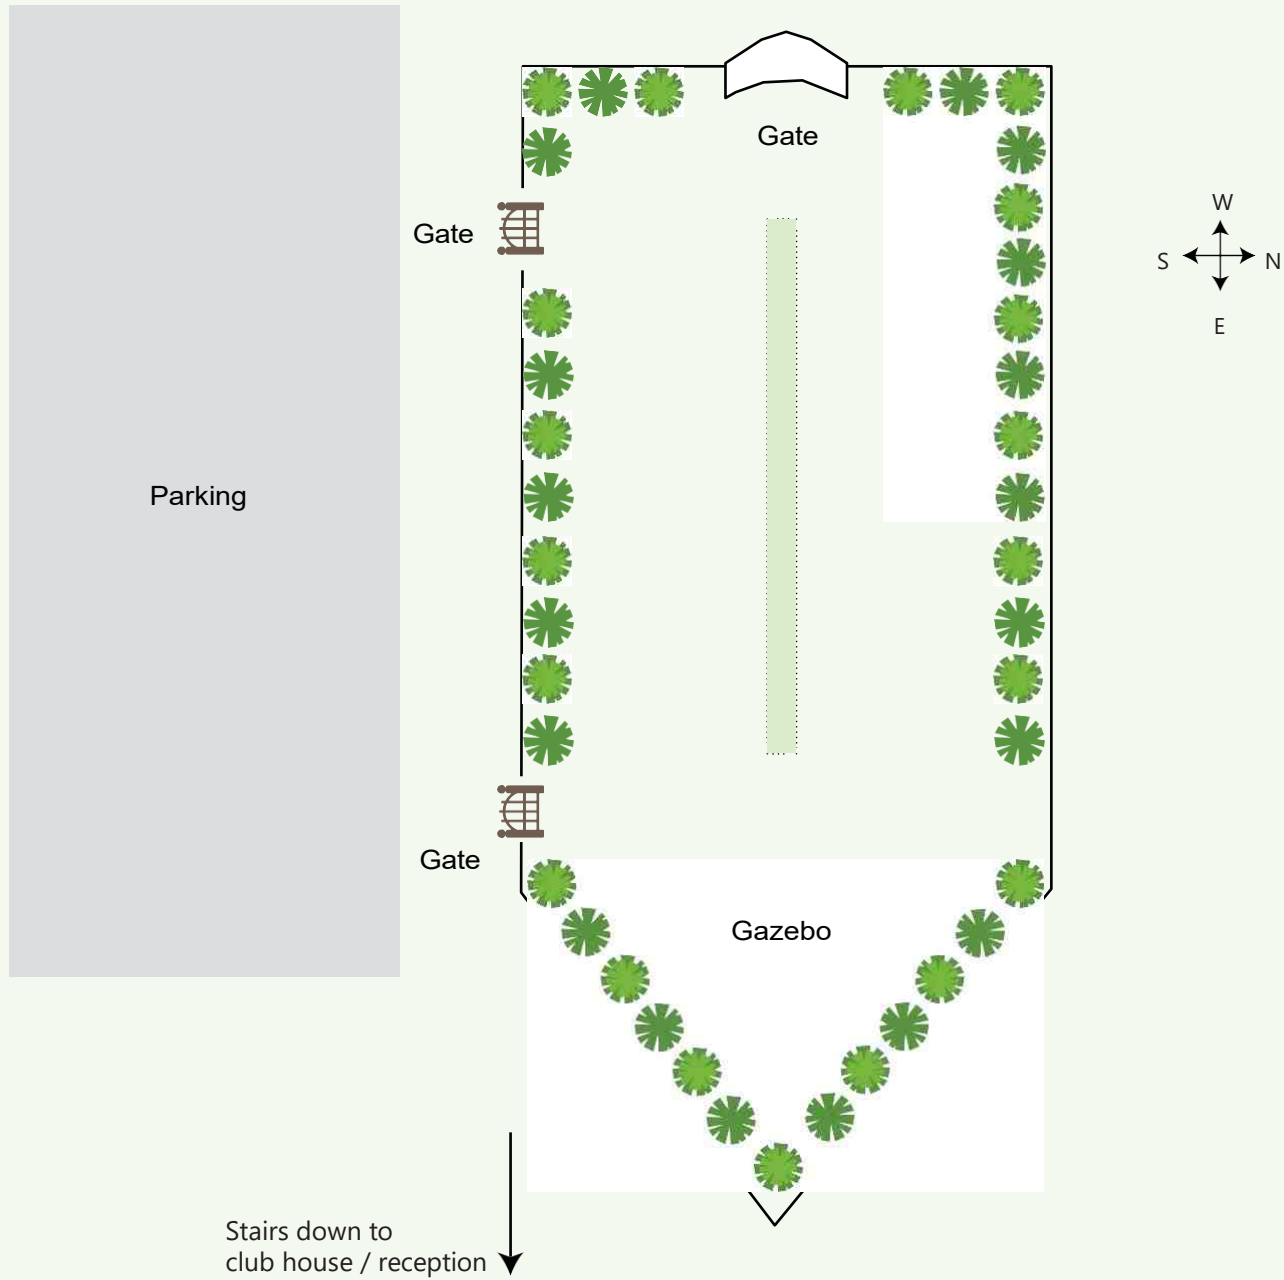 Gate
W
Gate
S
N
E
Parking
Gate
Gazebo
Stairs down to
club house / reception